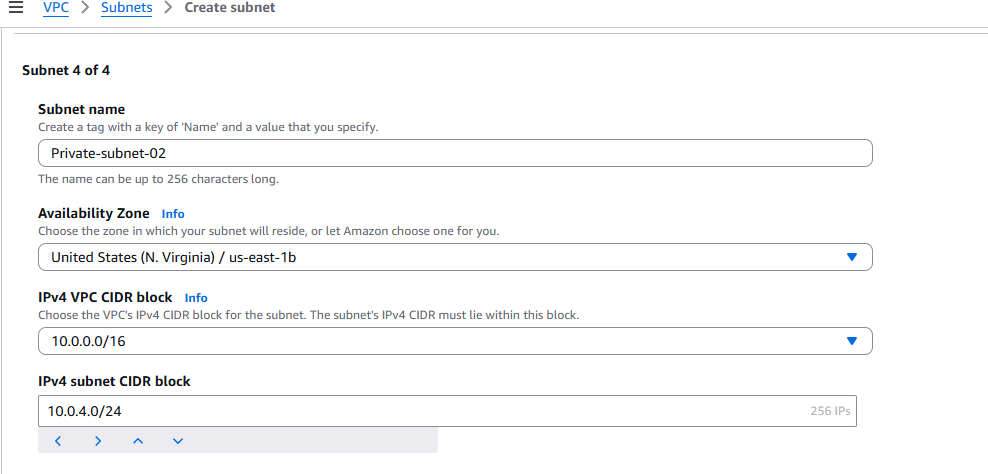 VPC > Subnets > Create subnet
Subnet 4 of 4
Subnet name
Create a tag with a key of 'Name' and a value that you specify.
Private-subnet-02
The name can be up to 256 characters long.
Availability Zone Info
Choose the zone in which your subnet will reside, or let Amazon choose one for you.
United States (N. Virginia) / us-east-1b
IPv4 VPC CIDR block Info
Choose the VPC's IPv4 CIDR block for the subnet. The subnet's IPv4 CIDR must lie within this block.
10.0.0.0/16
IPv4 subnet CIDR block
10.0.4.0/24 256 IPs